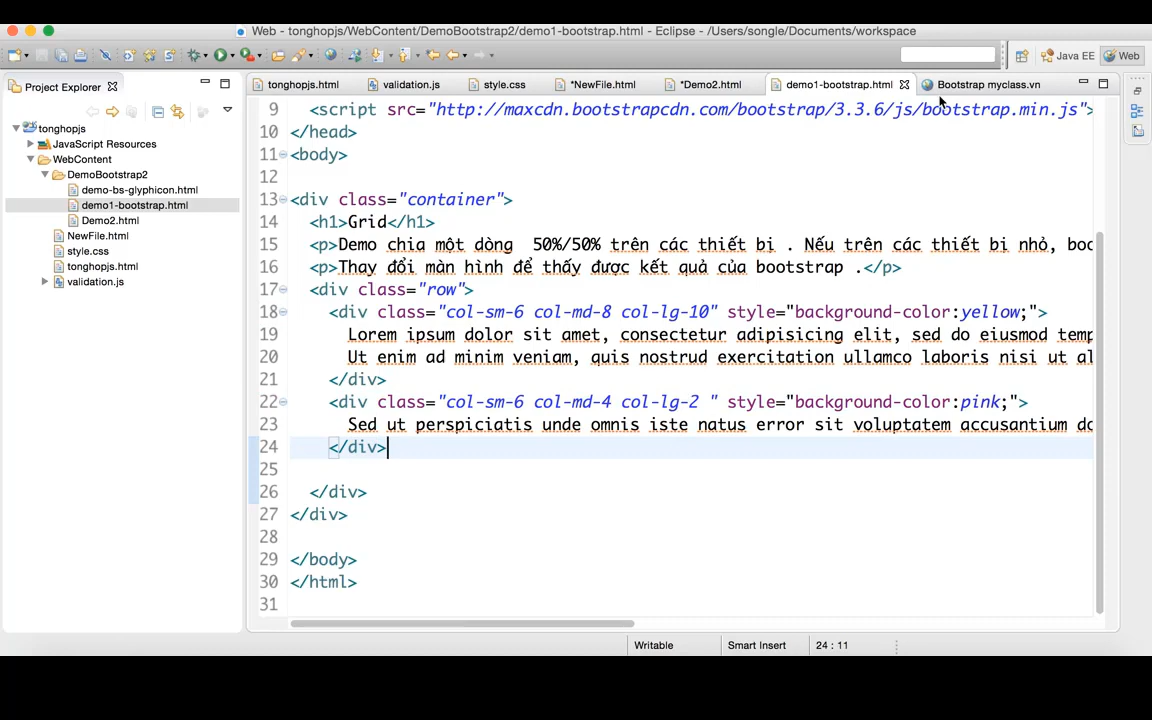 Web - tonghopjs/WebContent/DemoBootstrap2/demo1-bootstrap.html - Eclipse - /Users/songle/Documents/workspace
Java EE Web
Project Explorer
tonghopjs.html validation.js style.css *NewFile.html *Demo2.html demo1-bootstrap.html Bootstrap myclass.vn
tonghopjs
JavaScript Resources
WebContent
DemoBootstrap2
demo-bs-glyphicon.html
demo1-bootstrap.html
Demo2.html
NewFile.html
style.css
tonghopjs.html
validation.js
9 <script src="http://maxcdn.bootstrapcdn.com/bootstrap/3.3.6/js/bootstrap.min.js">
10 </head>
11 <body>
12
13 <div class="container">
14 <h1>Grid</h1>
15 <p>Demo chia một dòng  50%/50% trên các thiết bị . Nếu trên các thiết bị nhỏ, boc
16 <p>Thay đổi màn hình để thấy được kết quả của bootstrap .</p>
17 <div class="row">
18 <div class="col-sm-6 col-md-8 col-lg-10" style="background-color:yellow;">
19 Lorem ipsum dolor sit amet, consectetur adipisicing elit, sed do eiusmod temp
20 Ut enim ad minim veniam, quis nostrud exercitation ullamco laboris nisi ut al
21 </div>
22 <div class="col-sm-6 col-md-4 col-lg-2 " style="background-color:pink;">
23 Sed ut perspiciatis unde omnis iste natus error sit voluptatem accusantium do
24 </div>
25
26 </div>
27 </div>
28
29 </body>
30 </html>
31
Writable Smart Insert 24 : 11